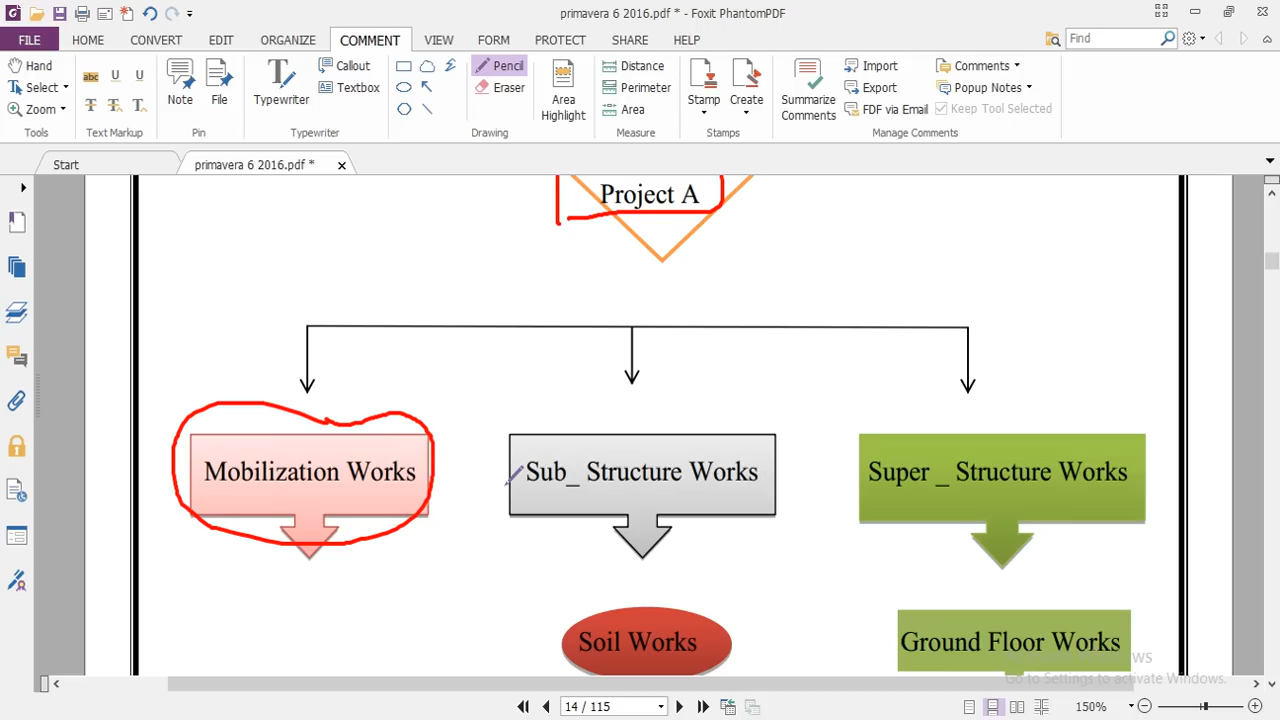 primavera 6 2016.pdf * - Foxit PhantomPDF
FILE HOME CONVERT EDIT ORGANIZE COMMENT VIEW FORM PROTECT SHARE HELP Find
Hand
Select
Zoom
Tools
abc U U
T T T
Text Markup
Note File
Pin
Typewriter
Callout
Textbox
Typewriter
Pencil
Eraser
Drawing
Area
Highlight
Distance
Perimeter
Area
Measure
Stamp Create
Stamps
Summarize
Comments
Import
Export
FDF via Email
Comments
Popup Notes
Keep Tool Selected
Manage Comments
Start primavera 6 2016.pdf *
Project A
Mobilization Works Sub_ Structure Works Super _ Structure Works
Soil Works Ground Floor Works
Go to Settings to activate Windows.
14 / 115 150%